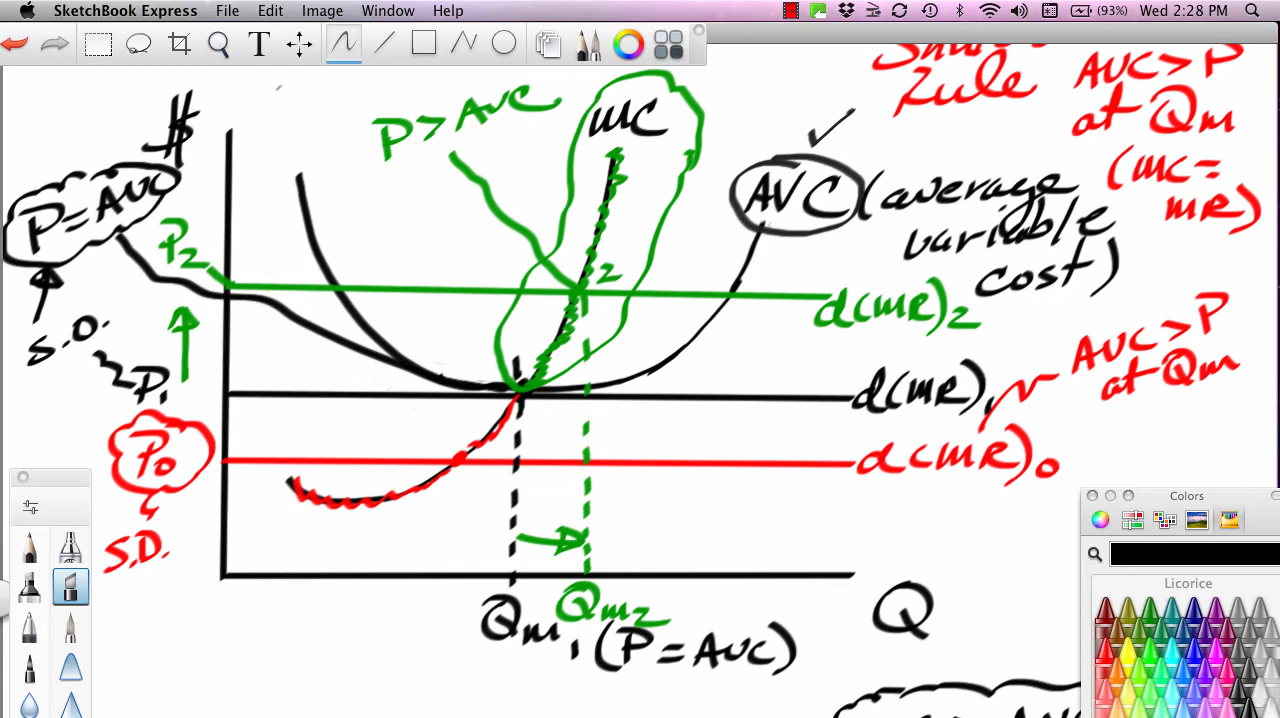 SketchBook Express File Edit Image Window Help (93%) Wed 2:28 PM
T
Rule
AVC > P
at Qm
(mc =
mR)
$
P > AVC
mc
P = AVC
AVC (average
variable
cost)
P2
2
d(mR)2
S.D.
P1
d(mR)1
AVC > P
at Qm
P0
d(mR)0
S.D.
Qm1 (P = AVC)
Qm2
Q
Colors
Licorice